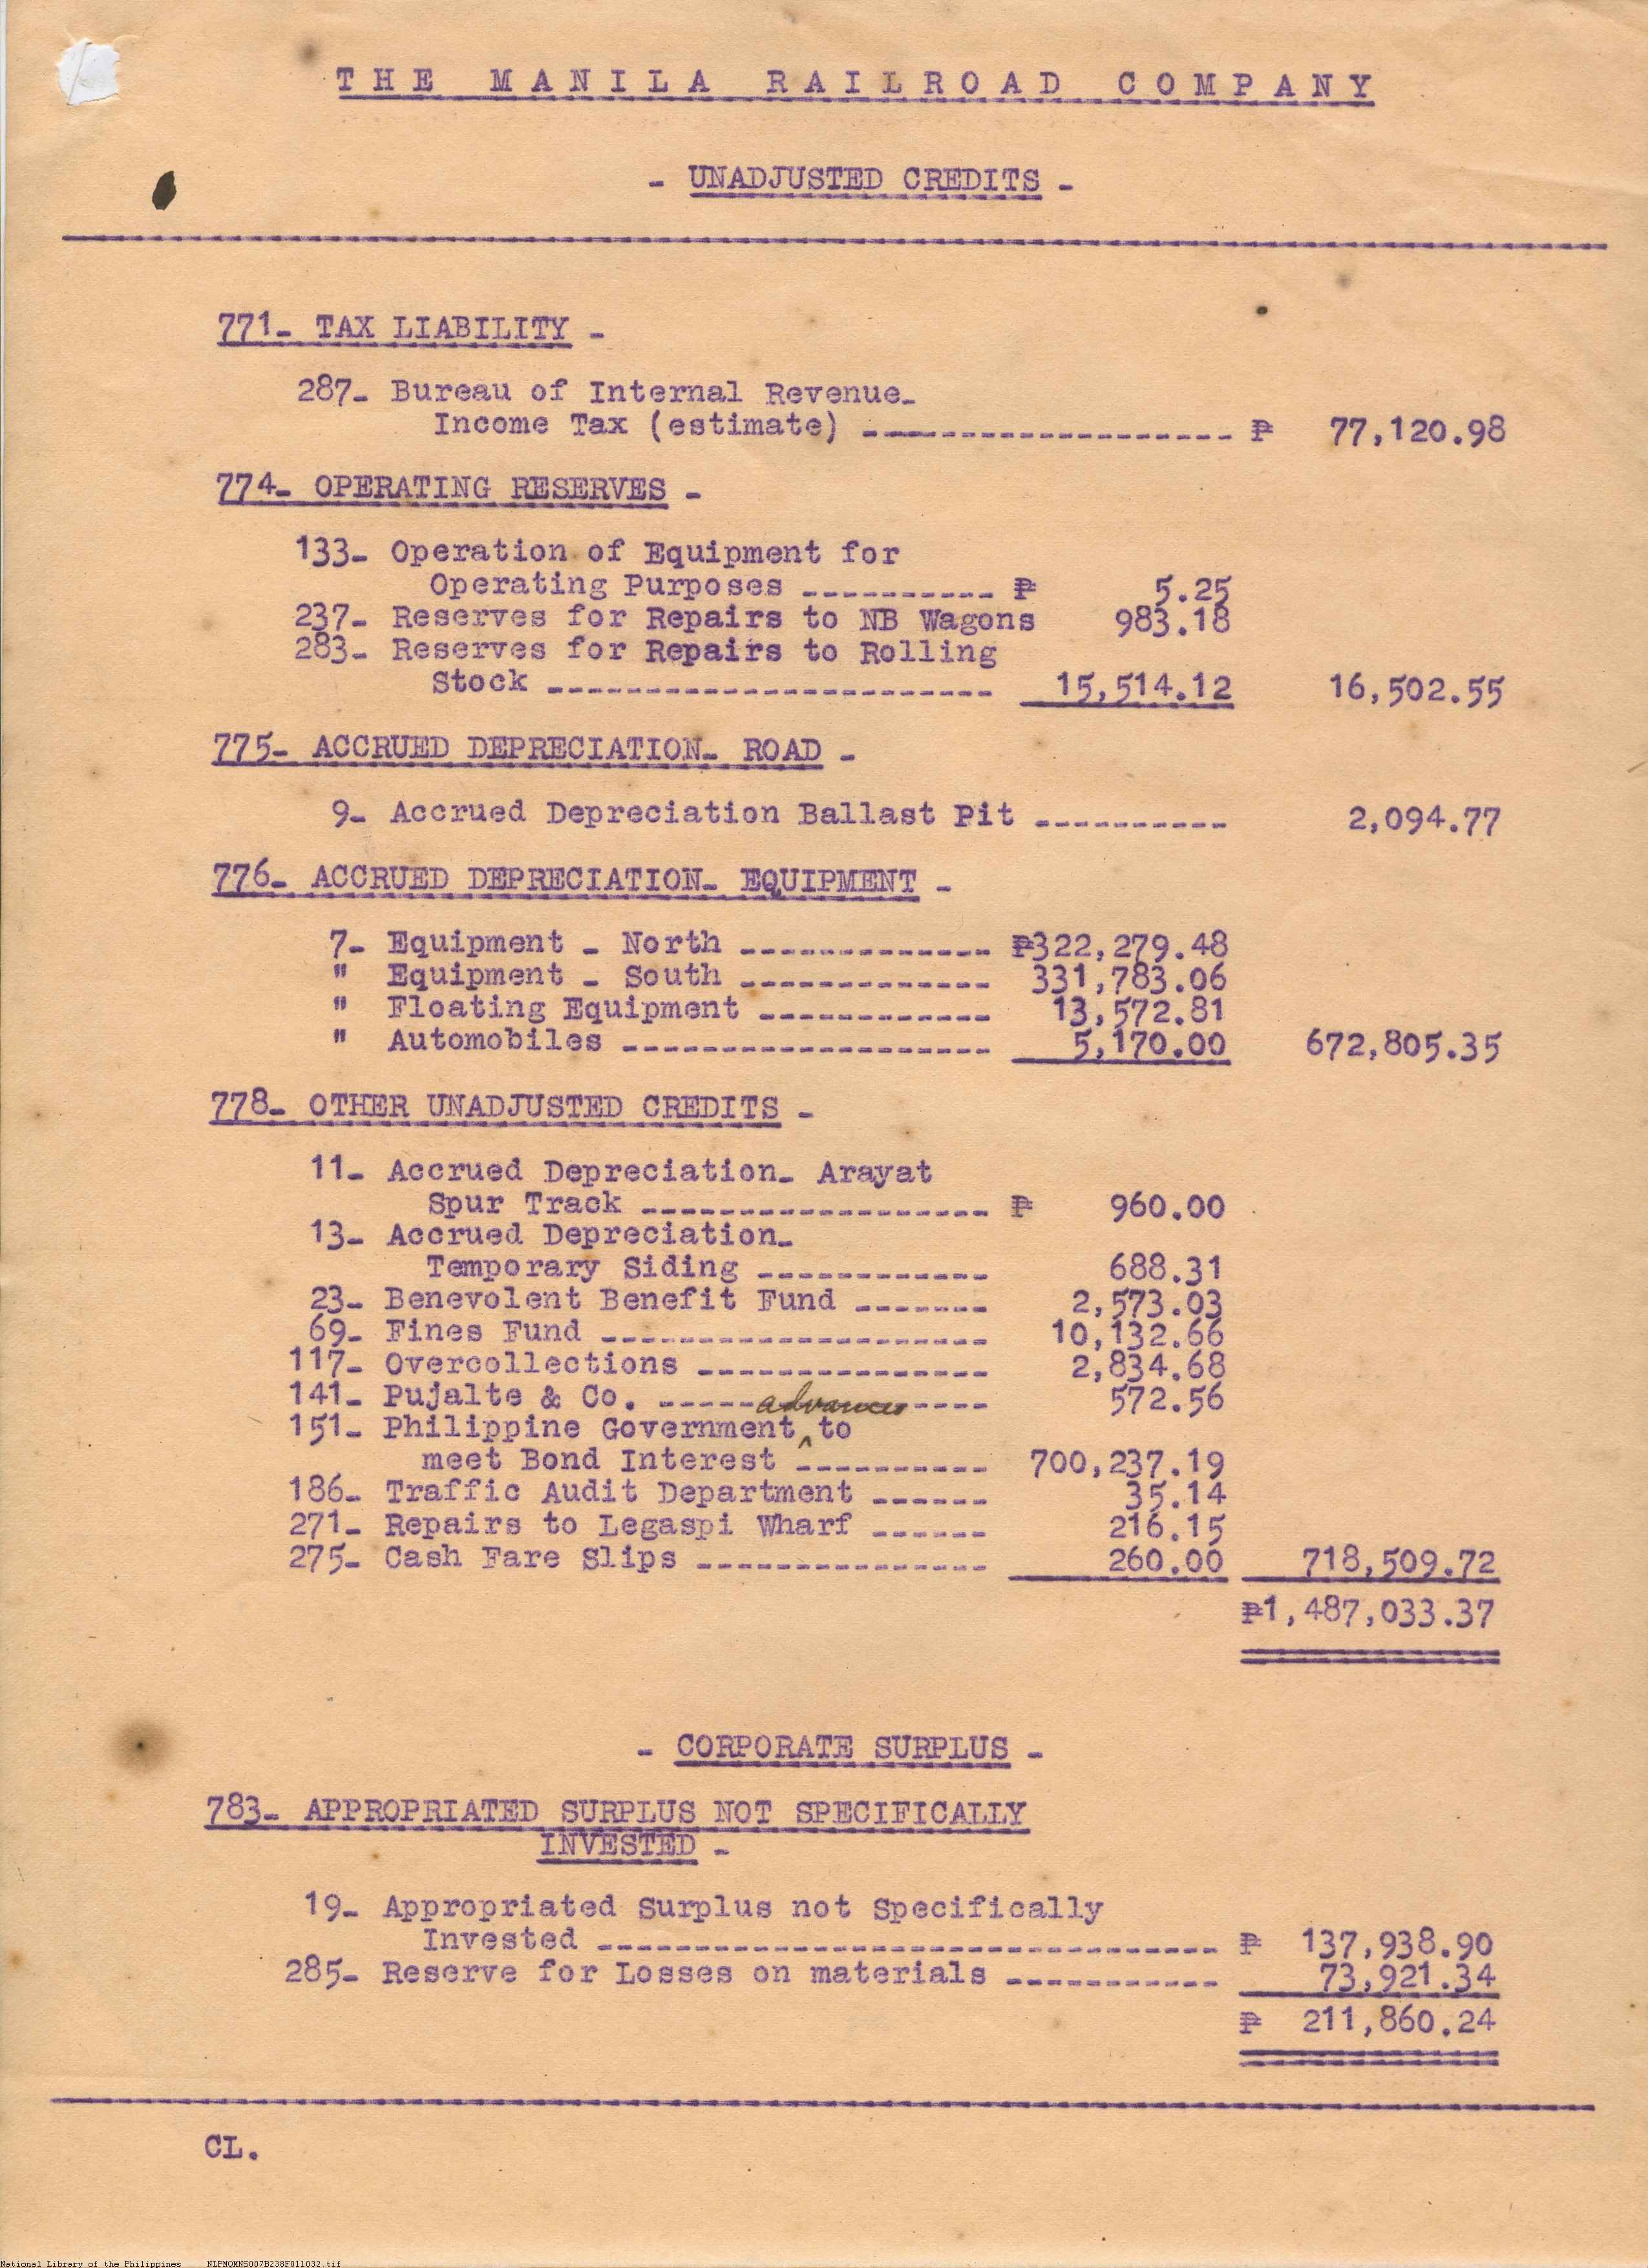 THE MANILA RAILROAD COMPANY
- UNADJUSTED CREDITS -
771- TAX LIABILITY -
287- Bureau of Internal Revenue-
Income Tax (estimate) ------------------- ₱ 77,120.98
774- OPERATING RESERVES -
133- Operation of Equipment for
Operating Purposes ---------- ₱ 5.25
237- Reserves for Repairs to NB Wagons 983.18
283- Reserves for Repairs to Rolling
Stock ----------------------- 15,514.12 16,502.55
775- ACCRUED DEPRECIATION- ROAD -
9- Accrued Depreciation Ballast Pit ---------- 2,094.77
776- ACCRUED DEPRECIATION- EQUIPMENT -
7- Equipment - North ------------- ₱322,279.48
" Equipment - South ------------- 331,783.06
" Floating Equipment ------------ 13,572.81
" Automobiles ------------------- 5,170.00 672,805.35
778- OTHER UNADJUSTED CREDITS -
11- Accrued Depreciation- Arayat
Spur Track ------------------ ₱ 960.00
13- Accrued Depreciation-
Temporary Siding ------------ 688.31
23- Benevolent Benefit Fund ------- 2,573.03
69- Fines Fund -------------------- 10,132.66
117- Overcollections --------------- 2,834.68
141- Pujalte & Co. ----------------- 572.56
advances
151- Philippine Government ^ to
meet Bond Interest ---------- 700,237.19
186- Traffic Audit Department ------ 35.14
271- Repairs to Legaspi Wharf ------ 216.15
275- Cash Fare Slips --------------- 260.00 718,509.72
₱1,487,033.37
- CORPORATE SURPLUS -
783- APPROPRIATED SURPLUS NOT SPECIFICALLY
INVESTED -
19- Appropriated Surplus not Specifically
Invested -------------------------------- ₱ 137,938.90
285- Reserve for Losses on materials ----------- 73,921.34
₱ 211,860.24
CL.
National Library of the Philippines NLPMQMNS007B238F011032.tif